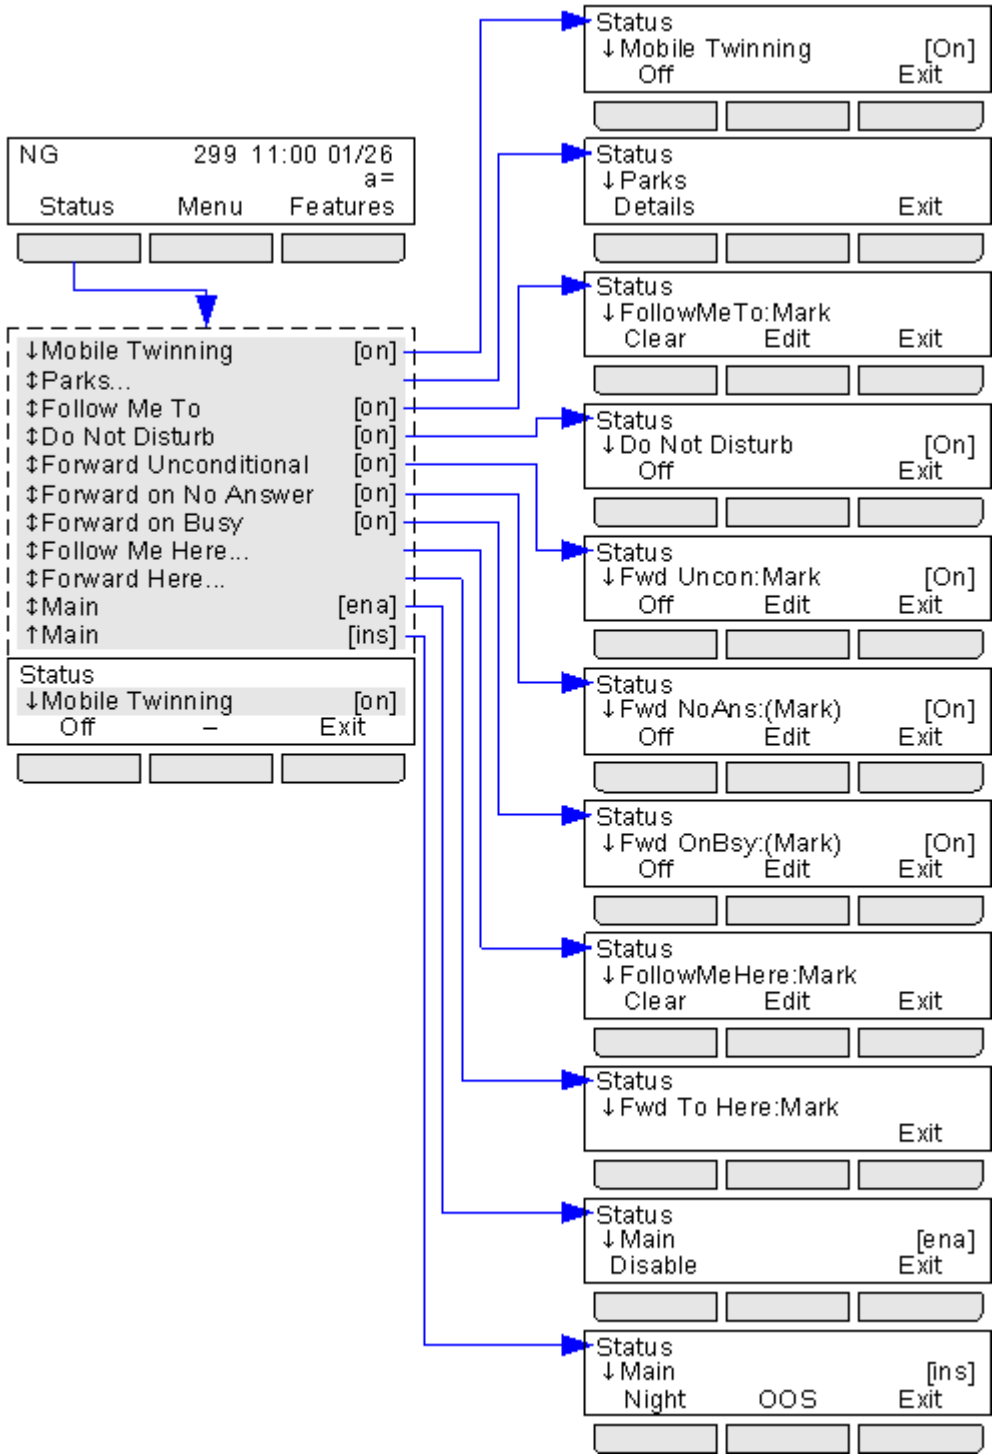 NG 299 11:00 01/26
a=
Status Menu Features
↓Mobile Twinning [on]
↕Parks...
↕Follow Me To [on]
↕Do Not Disturb [on]
↕Forward Unconditional [on]
↕Forward on No Answer [on]
↕Forward on Busy [on]
↕Follow Me Here...
↕Forward Here...
↕Main [ena]
↑Main [ins]
Status
↓Mobile Twinning [on]
Off – Exit
Status
↓Mobile Twinning [On]
Off Exit
Status
↓Parks
Details Exit
Status
↓FollowMeTo:Mark
Clear Edit Exit
Status
↓Do Not Disturb [On]
Off Exit
Status
↓Fwd Uncon:Mark [On]
Off Edit Exit
Status
↓Fwd NoAns:(Mark) [On]
Off Edit Exit
Status
↓Fwd OnBsy:(Mark) [On]
Off Edit Exit
Status
↓FollowMeHere:Mark
Clear Edit Exit
Status
↓Fwd To Here:Mark
Exit
Status
↓Main [ena]
Disable Exit
Status
↓Main [ins]
Night OOS Exit